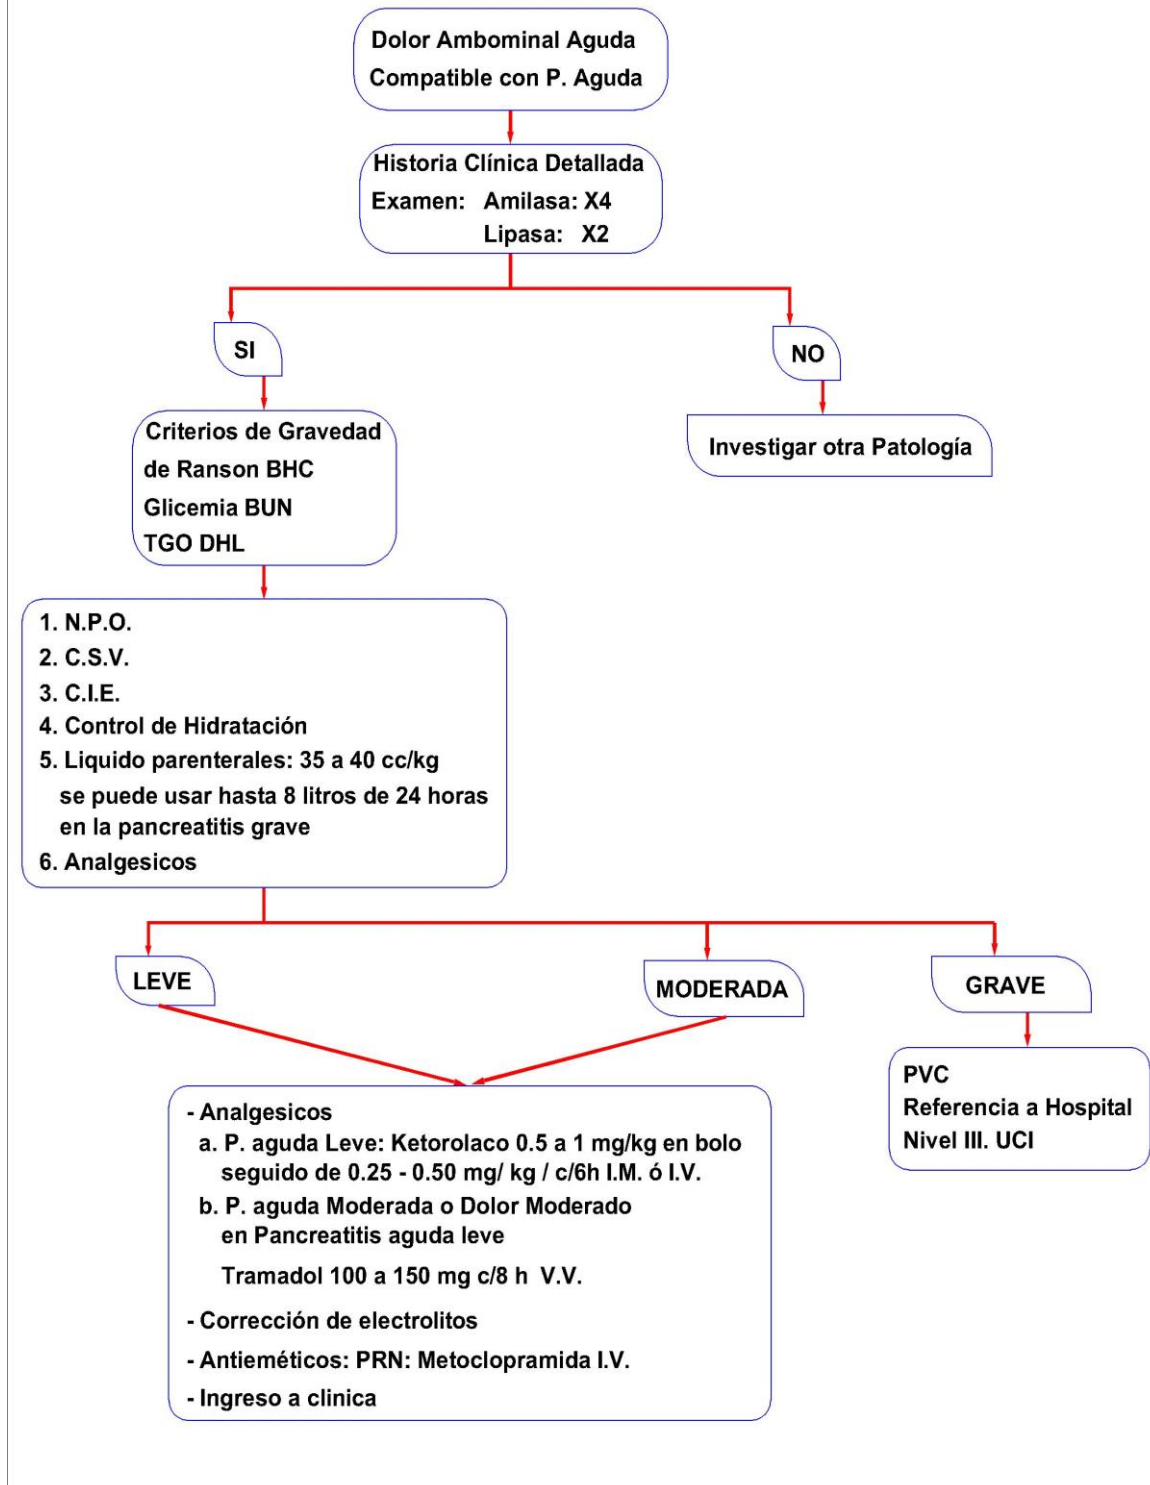 Dolor Ambominal Aguda
Compatible con P. Aguda
Historia Clínica Detallada
Examen: Amilasa: X4
Lipasa: X2
SI
NO
Criterios de Gravedad
de Ranson BHC
Glicemia BUN
TGO DHL
Investigar otra Patología
1. N.P.O.
2. C.S.V.
3. C.I.E.
4. Control de Hidratación
5. Liquido parenterales: 35 a 40 cc/kg
se puede usar hasta 8 litros de 24 horas
en la pancreatitis grave
6. Analgesicos
LEVE
MODERADA
GRAVE
- Analgesicos
a. P. aguda Leve: Ketorolaco 0.5 a 1 mg/kg en bolo
seguido de 0.25 - 0.50 mg/ kg / c/6h I.M. ó I.V.
b. P. aguda Moderada o Dolor Moderado
en Pancreatitis aguda leve
Tramadol 100 a 150 mg c/8 h V.V.
- Corrección de electrolitos
- Antieméticos: PRN: Metoclopramida I.V.
- Ingreso a clinica
PVC
Referencia a Hospital
Nivel III. UCI